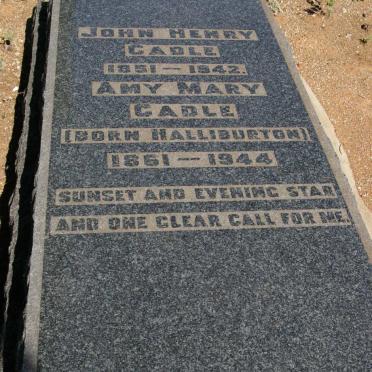 JOHN HENRY
CADLE
1851 — 1942.
AMY MARY
CADLE
(BORN HALLIBURTON)
1861 — 1944
SUNSET AND EVENING STAR
AND ONE CLEAR CALL FOR ME.